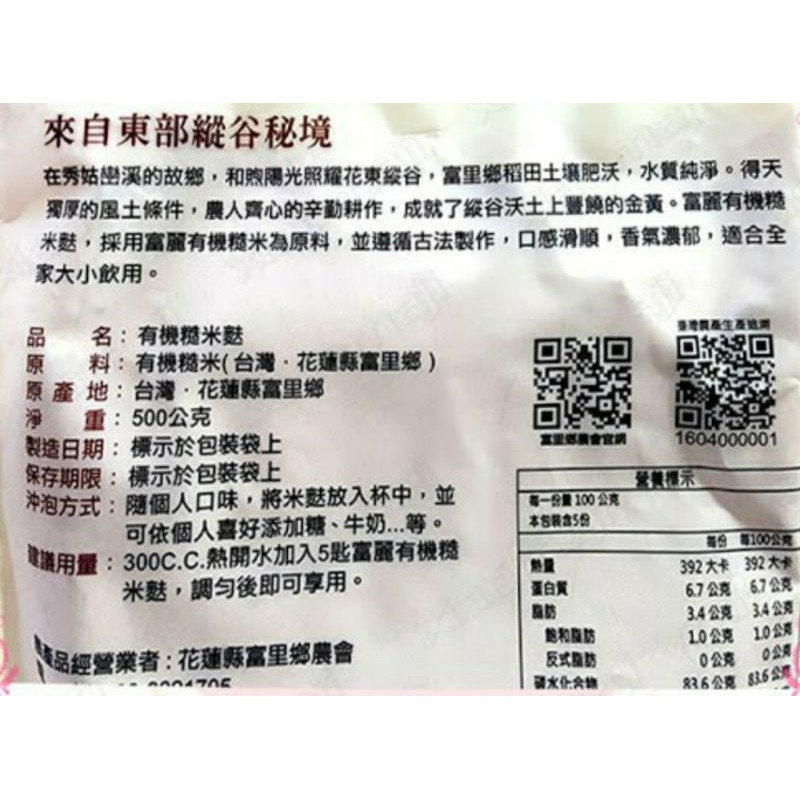 來自東部縱谷秘境
在秀姑巒溪的故鄉，和煦陽光照耀花東縱谷，富里鄉稻田土壤肥沃，水質純淨。得天
獨厚的風土條件，農人齊心的辛勤耕作，成就了縱谷沃土上豐饒的金黃。富麗有機糙
米麩，採用富麗有機糙米為原料，並遵循古法製作，口感滑順，香氣濃郁，適合全
家大小飲用。
品名：有機糙米麩
原料：有機糙米(台灣．花蓮縣富里鄉)
原產地：台灣．花蓮縣富里鄉
淨重：500公克
製造日期：標示於包裝袋上
保存期限：標示於包裝袋上
沖泡方式：隨個人口味，將米麩放入杯中，並
可依個人喜好添加糖、牛奶...等。
建議用量：300C.C.熱開水加入5匙富麗有機糙
米麩，調勻後即可享用。
產品經營業者：花蓮縣富里鄉農會
富里鄉農會官網
臺灣農產生產追溯
1604000001
營養標示
每一份量 100 公克
本包裝含5份
每份 每100公克
熱量 392 大卡 392 大卡
蛋白質 6.7 公克 6.7 公克
脂肪 3.4 公克 3.4 公克
飽和脂肪 1.0 公克 1.0 公克
反式脂肪 0 公克 0 公克
碳水化合物 83.6 公克 83.6 公克